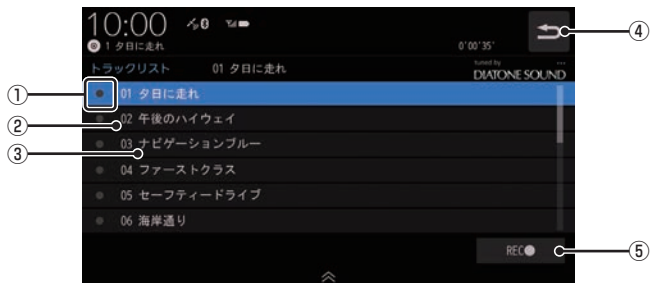 10:00
④
1 夕日に走れ 0'00'35"
トラックリスト 01 夕日に走れ tuned by DIATONE SOUND
① 01 夕日に走れ
② 02 午後のハイウェイ
③ 03 ナビゲーションブルー
04 ファーストクラス
05 セーフティードライブ
06 海岸通り
REC● ⑤